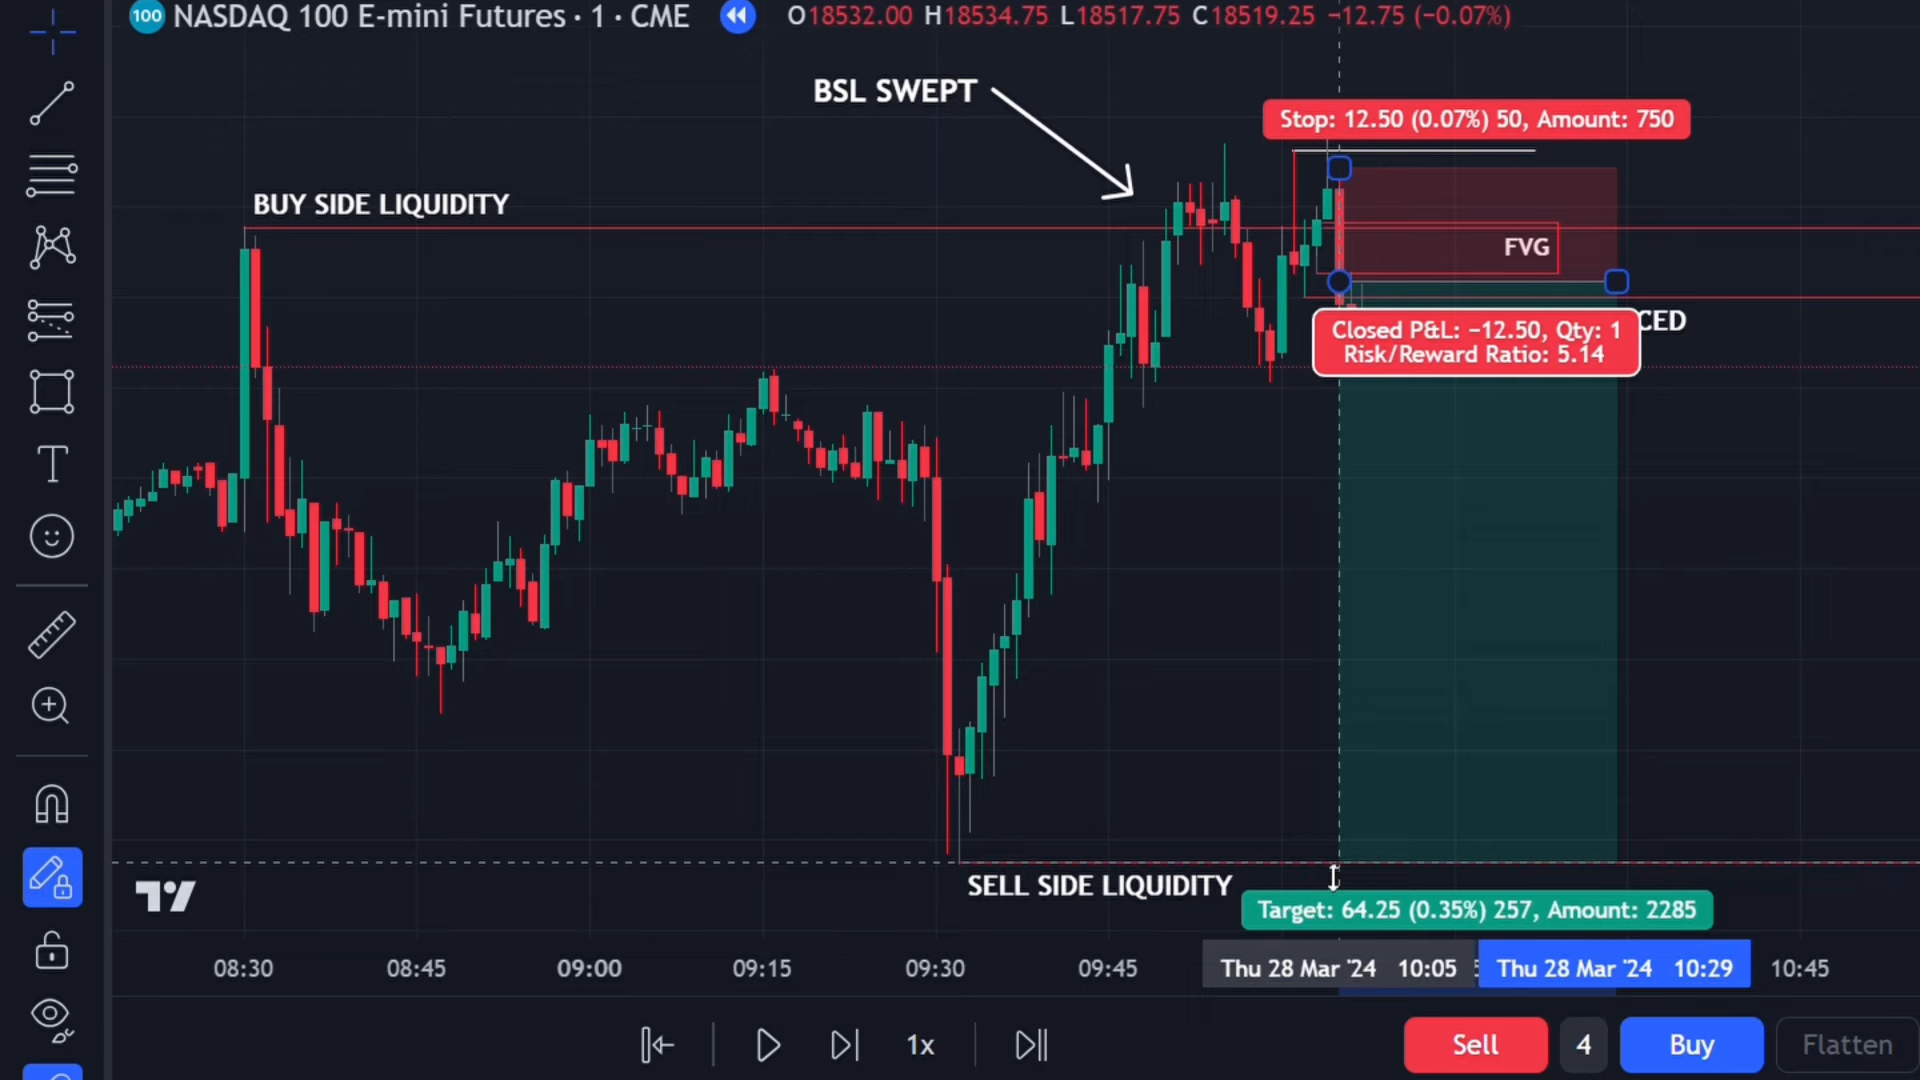 100 NASDAQ 100 E-mini Futures · 1 · CME O18532.00 H18534.75 L18517.75 C18519.25 −12.75 (−0.07%)
BSL SWEPT
Stop: 12.50 (0.07%) 50, Amount: 750
BUY SIDE LIQUIDITY
FVG
CED
Closed P&L: −12.50, Qty: 1
Risk/Reward Ratio: 5.14
SELL SIDE LIQUIDITY
Target: 64.25 (0.35%) 257, Amount: 2285
08:30 08:45 09:00 09:15 09:30 09:45 Thu 28 Mar '24 10:05 Thu 28 Mar '24 10:29 10:45
1x Sell 4 Buy Flatten